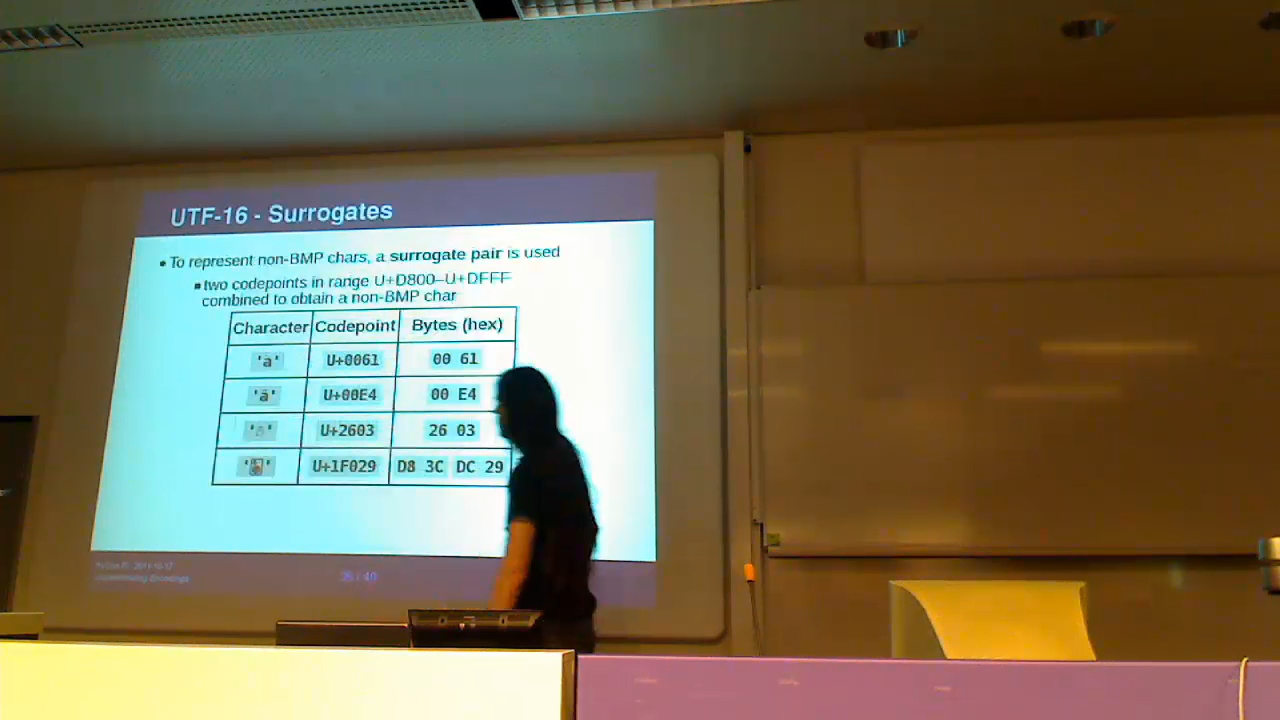 UTF-16 - Surrogates
● To represent non-BMP chars, a surrogate pair is used
■ two codepoints in range U+D800–U+DFFF
combined to obtain a non-BMP char
Character Codepoint Bytes (hex)
'a' U+0061 00 61
'ä' U+00E4 00 E4
U+2603 26 03
U+1F029 D8 3C DC 29